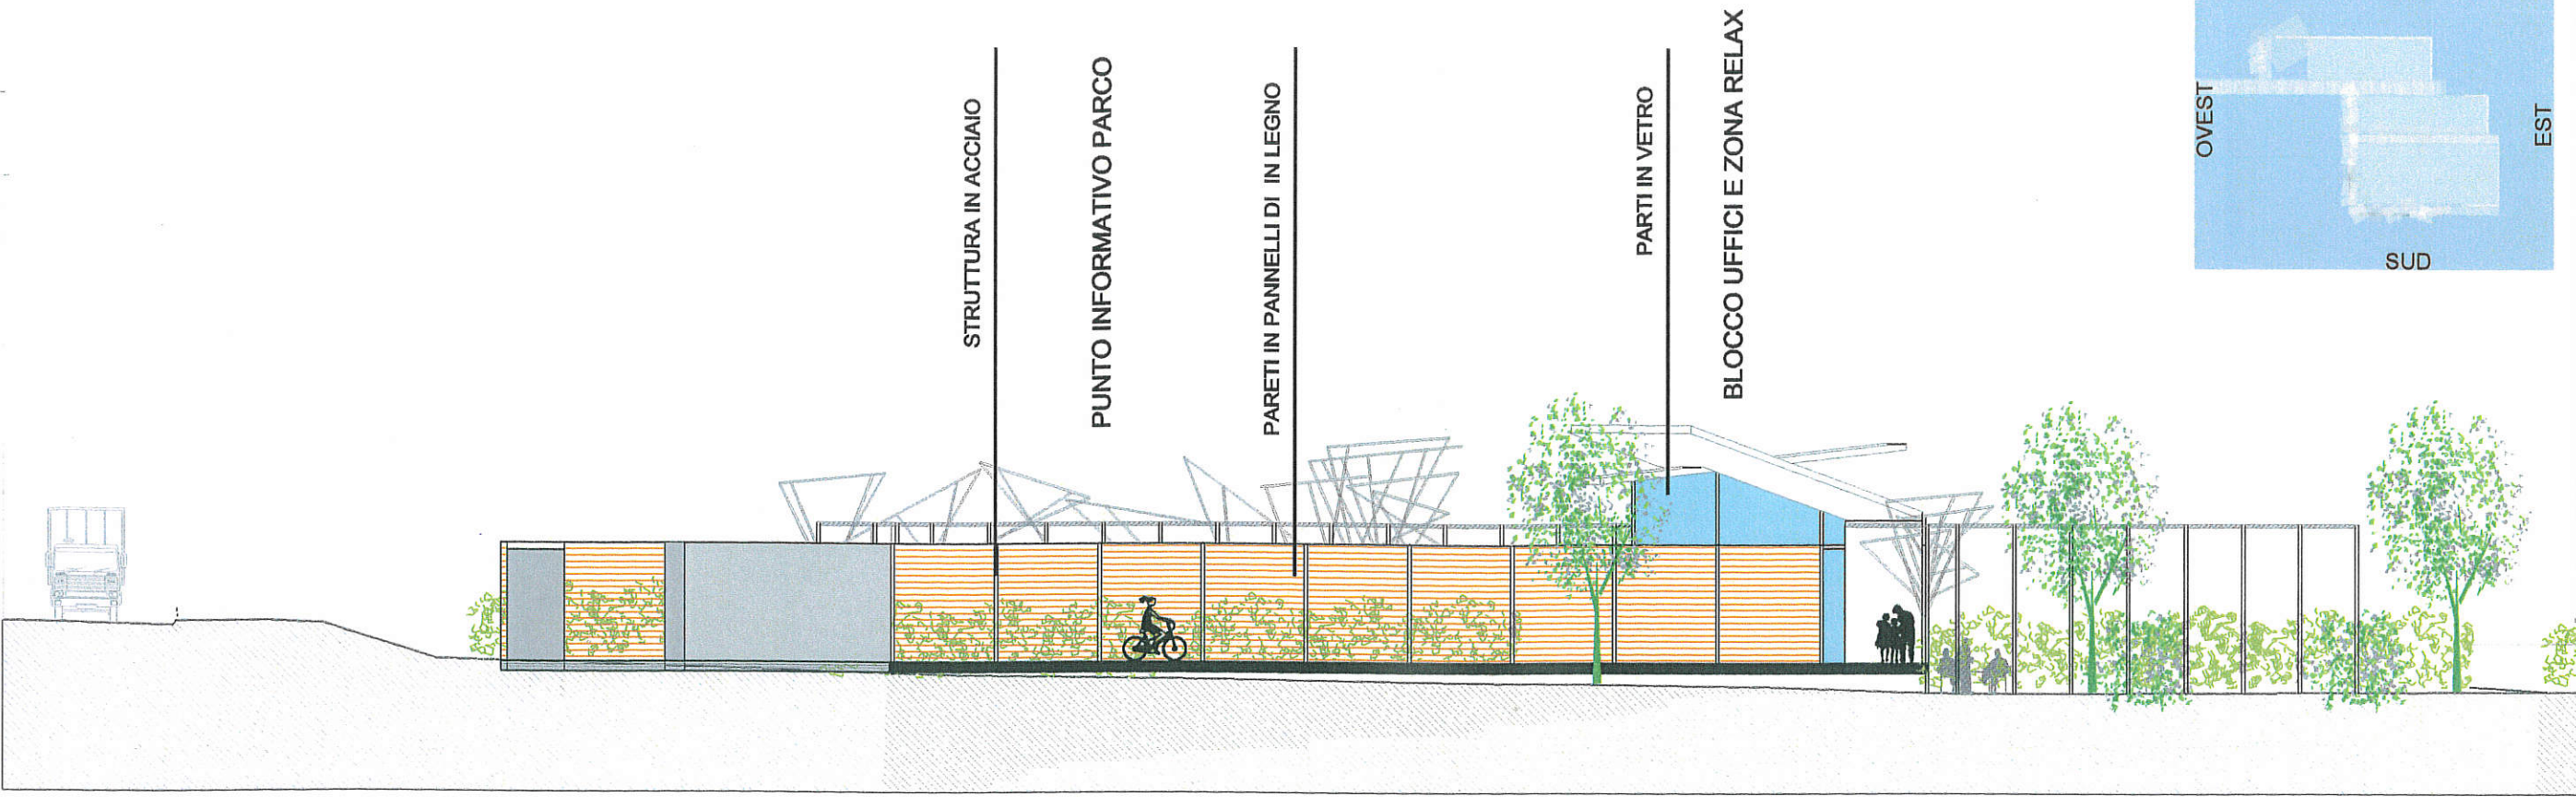 STRUTTURA IN ACCIAIO
PUNTO INFORMATIVO PARCO
PARETI IN PANNELLI DI IN LEGNO
PARTI IN VETRO
BLOCCO UFFICI E ZONA RELAX
OVEST
EST
SUD